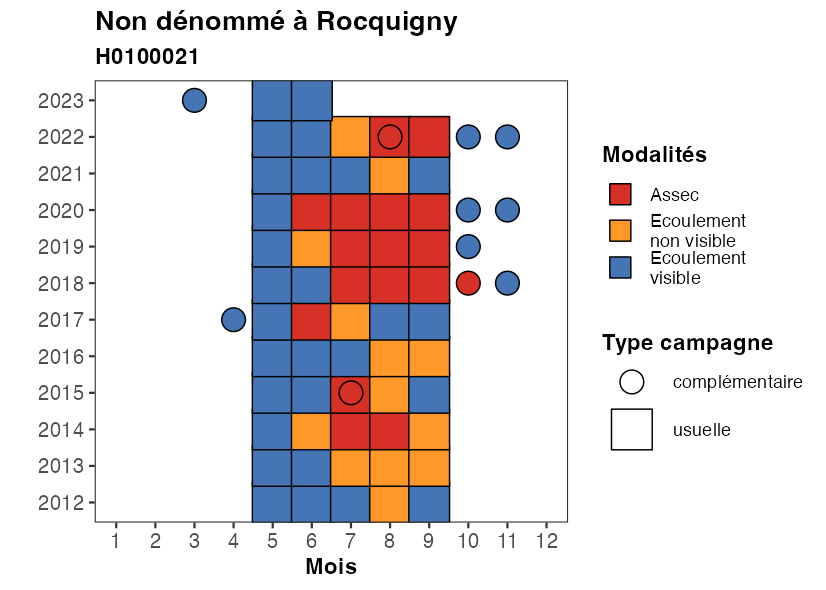 Non dénommé à Rocquigny
H0100021
2023
2022
2021
2020
2019
2018
2017
2016
2015
2014
2013
2012
1 2 3 4 5 6 7 8 9 10 11 12
Mois
Modalités
Assec
Ecoulement
non visible
Ecoulement
visible
Type campagne
complémentaire
usuelle